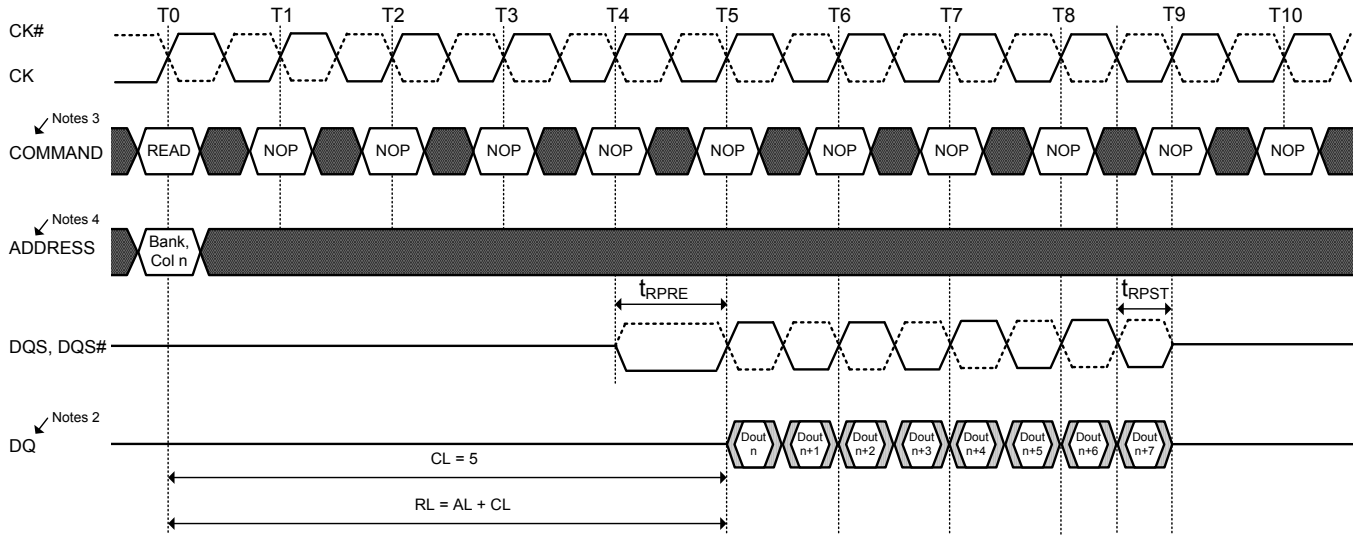 T0 T1 T2 T3 T4 T5 T6 T7 T8 T9 T10
CK#
CK
Notes 3
COMMAND READ NOP NOP NOP NOP NOP NOP NOP NOP NOP NOP
Notes 4
ADDRESS
Bank,
Col n
tRPRE tRPST
DQS, DQS#
Notes 2
DQ
Dout Dout Dout Dout Dout Dout Dout Dout
n n+1 n+2 n+3 n+4 n+5 n+6 n+7
CL = 5
RL = AL + CL